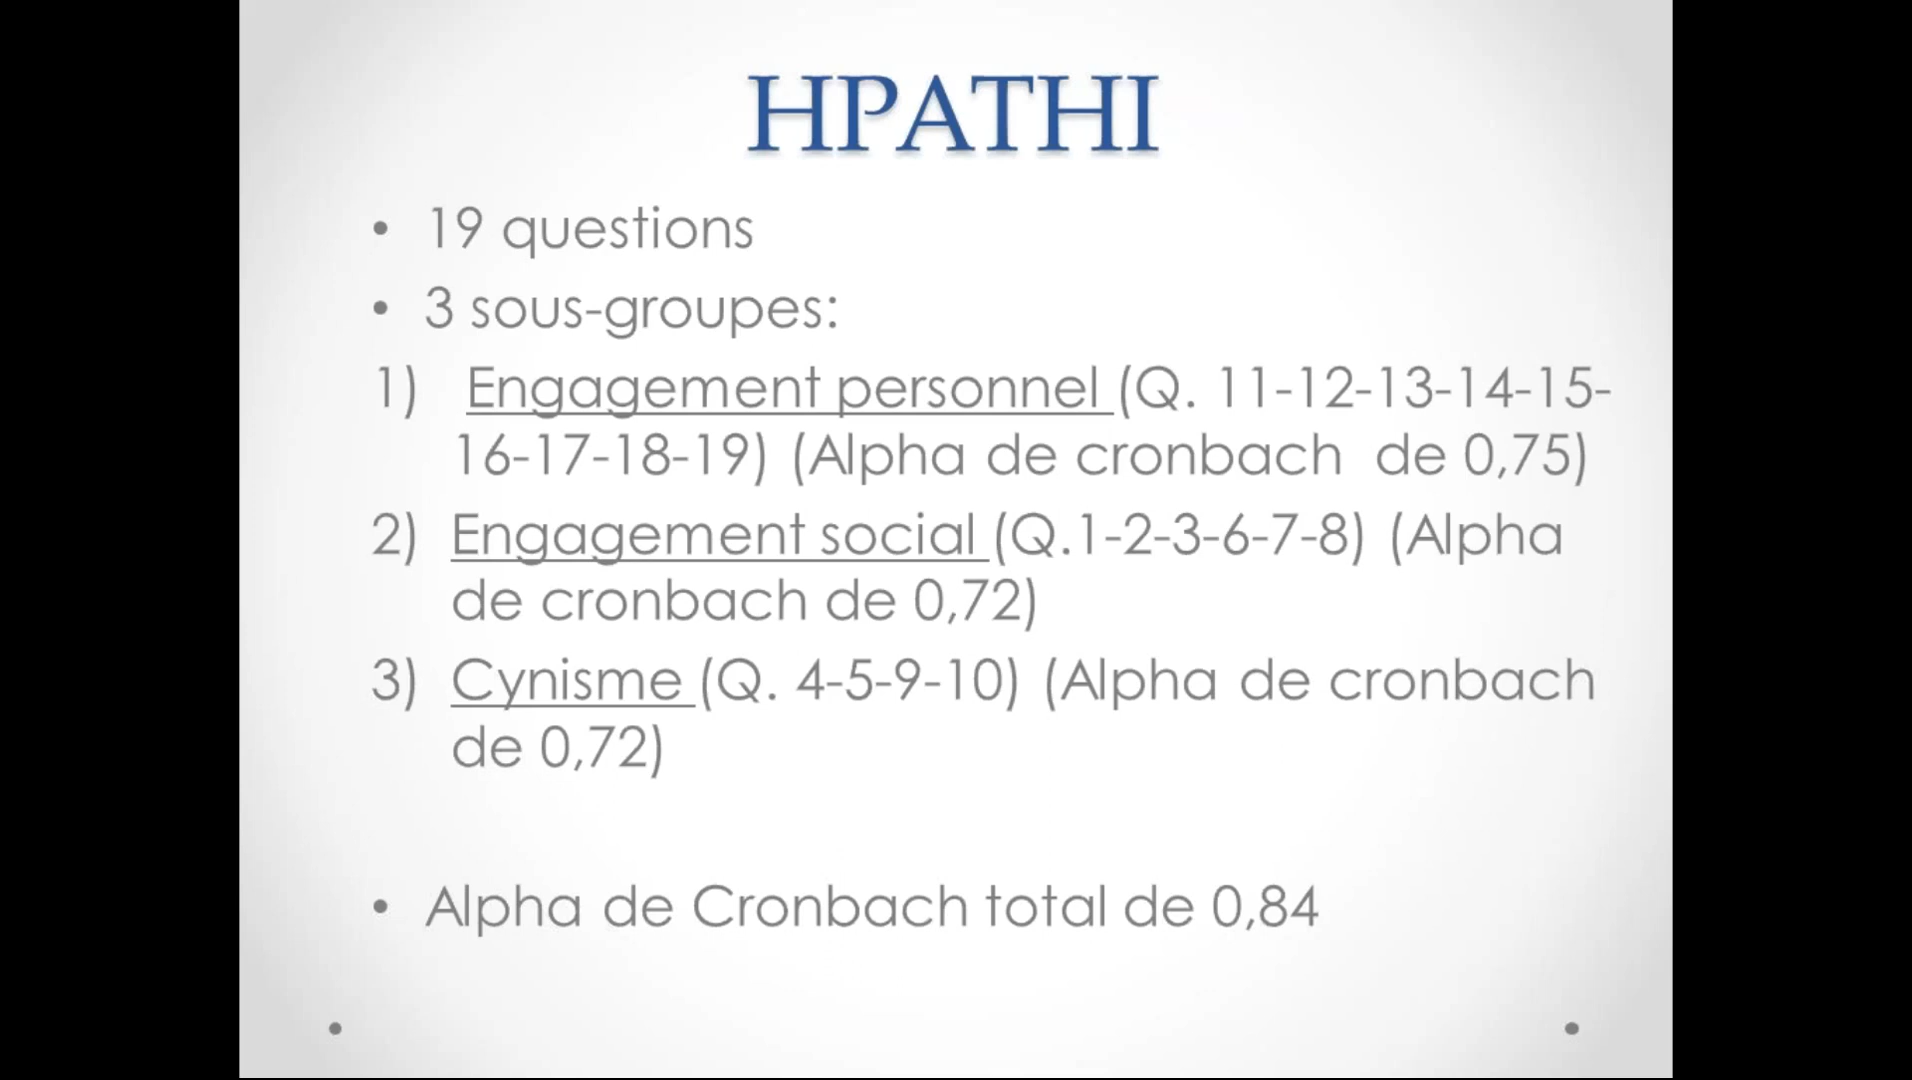 HPATHI
• 19 questions
• 3 sous-groupes:
1) Engagement personnel (Q. 11-12-13-14-15-
16-17-18-19) (Alpha de cronbach de 0,75)
2) Engagement social (Q.1-2-3-6-7-8) (Alpha
de cronbach de 0,72)
3) Cynisme (Q. 4-5-9-10) (Alpha de cronbach
de 0,72)
• Alpha de Cronbach total de 0,84